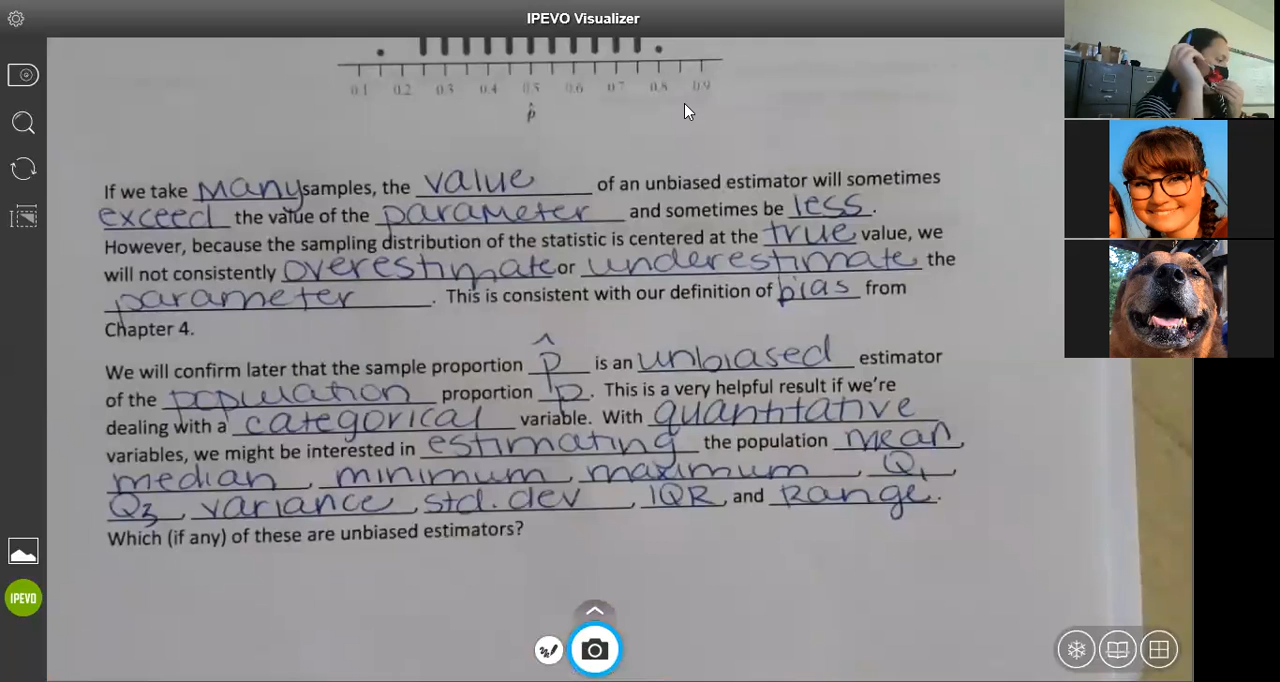 IPEVO Visualizer
0.1 0.2 0.3 0.4 0.5 0.6 0.7 0.8 0.9
p̂
If we take many samples, the value of an unbiased estimator will sometimes
exceed the value of the parameter and sometimes be less.
However, because the sampling distribution of the statistic is centered at the true value, we
will not consistently overestimate or underestimate the
parameter. This is consistent with our definition of bias from
Chapter 4.
We will confirm later that the sample proportion p̂ is an unbiased estimator
of the population proportion p. This is a very helpful result if we're
dealing with a categorical variable. With quantitative
variables, we might be interested in estimating the population mean,
median, minimum, maximum, Q1,
Q3, variance, std. dev, IQR, and Range.
Which (if any) of these are unbiased estimators?
IPEVO